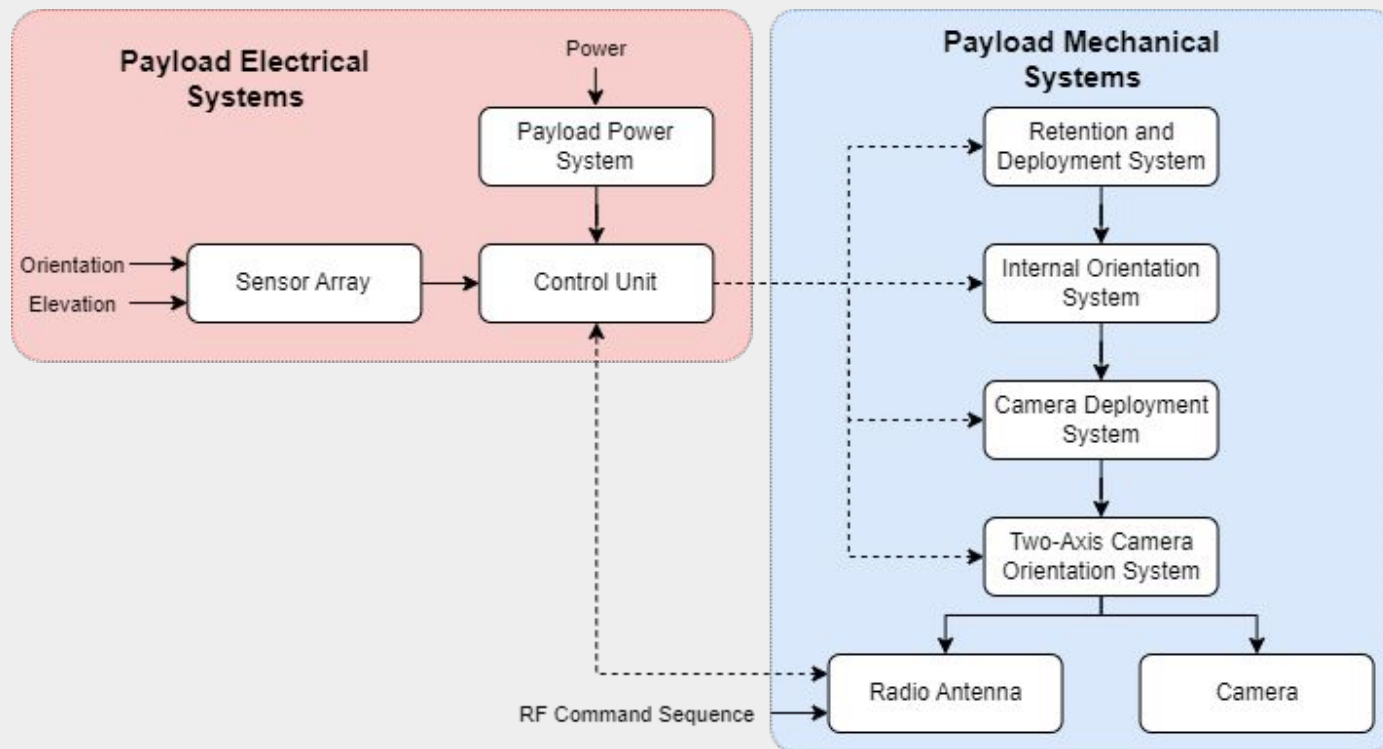 Payload Electrical
Systems
Power
Payload Power
System
Orientation
Elevation
Sensor Array
Control Unit
Payload Mechanical
Systems
Retention and
Deployment System
Internal Orientation
System
Camera Deployment
System
Two-Axis Camera
Orientation System
Radio Antenna
Camera
RF Command Sequence